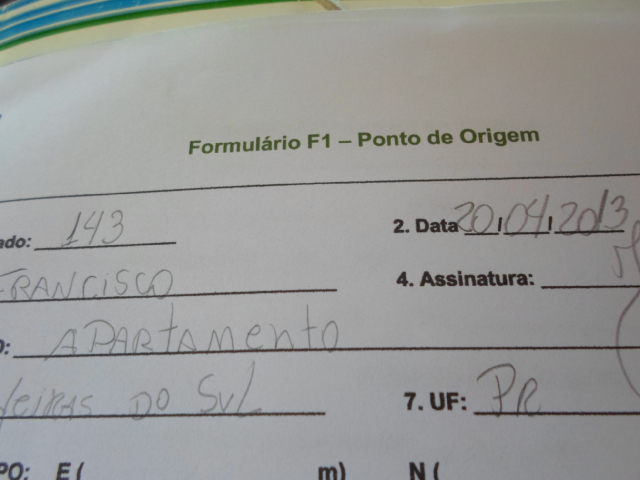 Formulário F1 – Ponto de Origem
ado: 143 2. Data 20/04/2013
FRANCISCO 4. Assinatura:
O: APARTAMENTO
DO SUL 7. UF: PR
PO: E ( m) N (